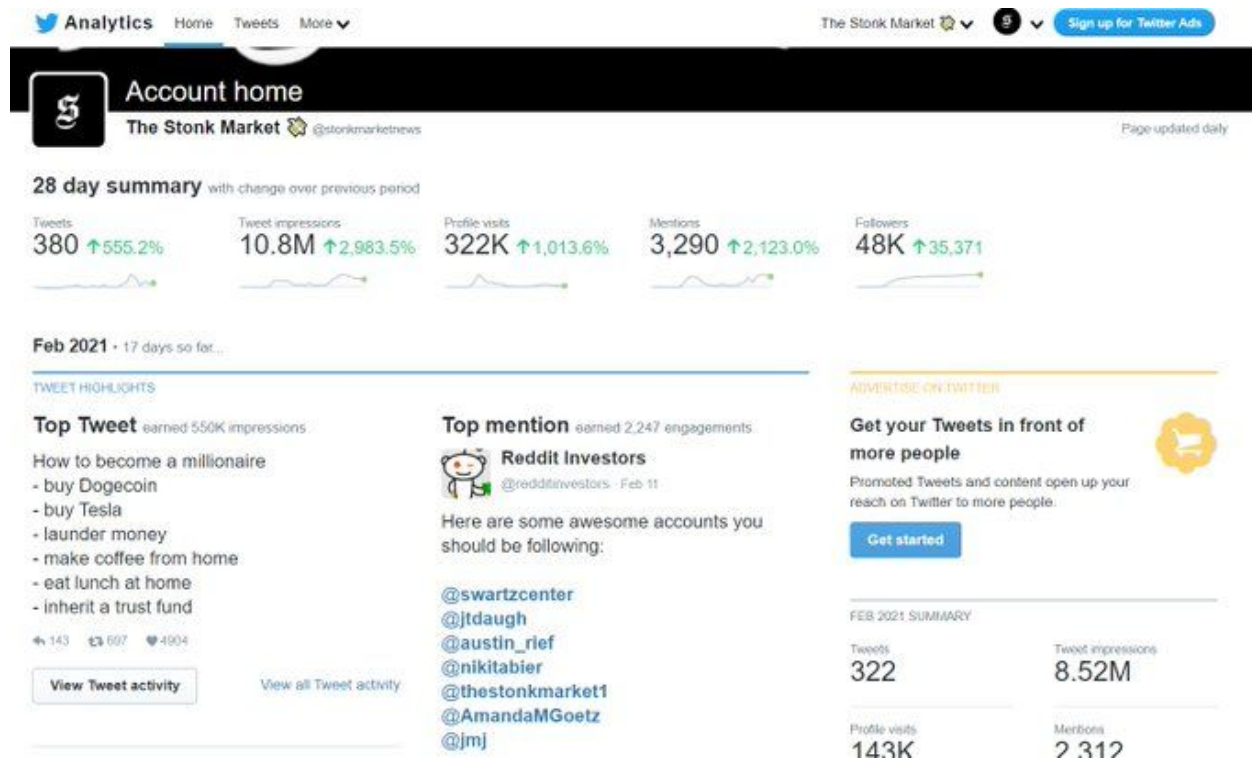 Analytics Home Tweets More
The Stonk Market
Sign up for Twitter Ads
Account home
The Stonk Market @stonkmarketnews
Page updated daily
28 day summary with change over previous period
Tweets
380 ↑555.2%
Tweet impressions
10.8M ↑2,983.5%
Profile visits
322K ↑1,013.6%
Mentions
3,290 ↑2,123.0%
Followers
48K ↑35,371
Feb 2021 • 17 days so far...
TWEET HIGHLIGHTS
Top Tweet earned 550K impressions
How to become a millionaire
- buy Dogecoin
- buy Tesla
- launder money
- make coffee from home
- eat lunch at home
- inherit a trust fund
143 697 4904
View Tweet activity
View all Tweet activity
Top mention earned 2,247 engagements
Reddit Investors
@redditinvestors · Feb 11
Here are some awesome accounts you
should be following:
@swartzcenter
@jtdaugh
@austin_rief
@nikitabier
@thestonkmarket1
@AmandaMGoetz
@jmj
ADVERTISE ON TWITTER
Get your Tweets in front of
more people
Promoted Tweets and content open up your
reach on Twitter to more people.
Get started
FEB 2021 SUMMARY
Tweets
322
Tweet impressions
8.52M
Profile visits
143K
Mentions
2,312